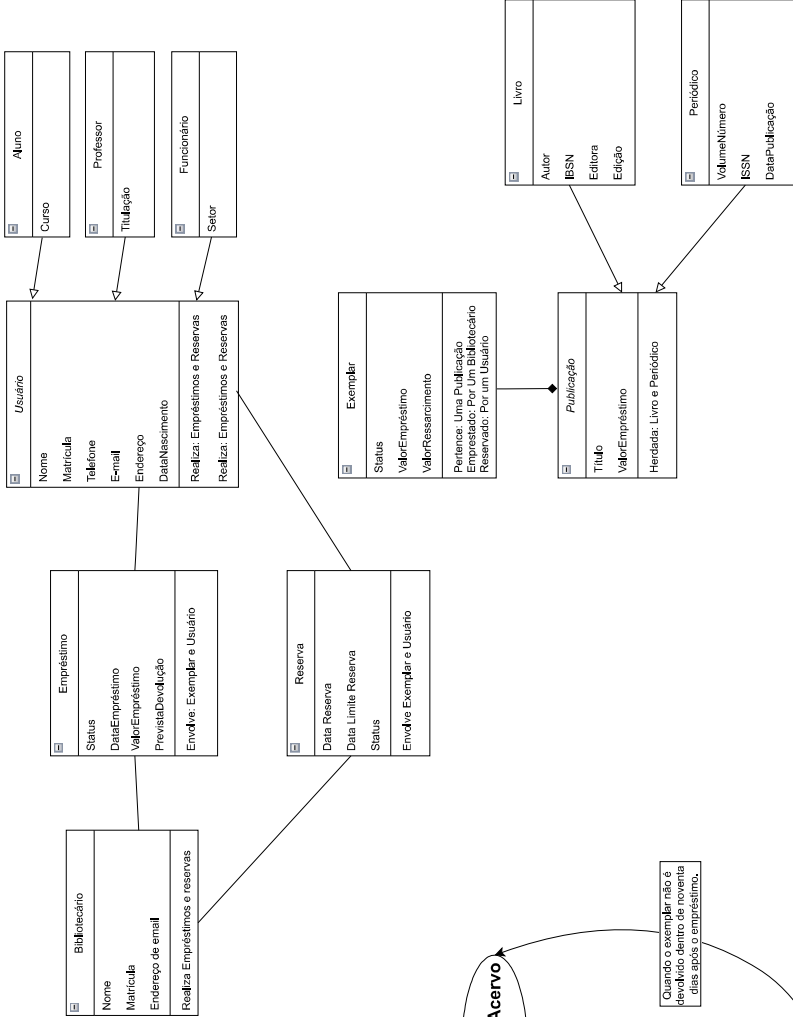 Aluno
Curso
Professor
Titulação
Funcionário
Setor
Usuário
Nome
Matrícula
Telefone
E-mail
Endereço
DataNascimento
Realiza: Empréstimos e Reservas
Realiza: Empréstimos e Reservas
Livro
Autor
IBSN
Editora
Edição
Periódico
VolumeNúmero
ISSN
DataPublicação
Exemplar
Status
ValorEmpréstimo
ValorRessarcimento
Pertence: Uma Publicação
Emprestado: Por Um Bibliotecário
Reservado: Por um Usuário
Publicação
Título
ValorEmpréstimo
Herdada: Livro e Periódico
Empréstimo
Status
DataEmpréstimo
ValorEmpréstimo
PrevistaDevolução
Envolve: Exemplar e Usuário
Reserva
Data Reserva
Data Limite Reserva
Status
Envolve Exemplar e Usuário
Bibliotecário
Nome
Matrícula
Endereço de email
Realiza Empréstimos e reservas
Acervo
Quando o exemplar não é
devolvido dentro de noventa
dias após o empréstimo.